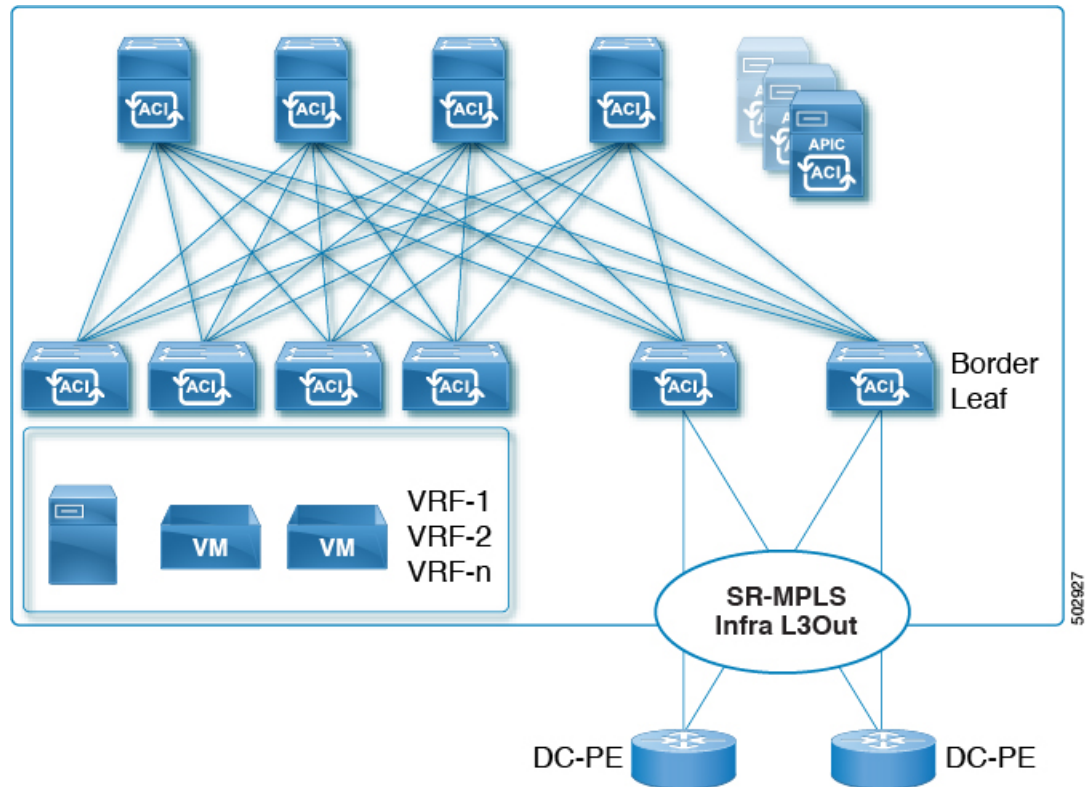 ACI
ACI
ACI
ACI
APIC
ACI
ACI
ACI
ACI
ACI
ACI
ACI
Border
Leaf
VM
VM
VRF-1
VRF-2
VRF-n
SR-MPLS
Infra L3Out
502927
DC-PE
DC-PE